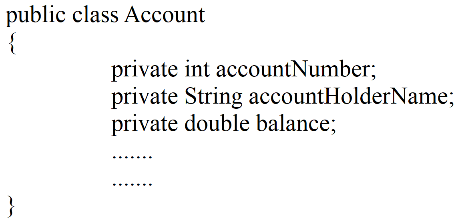 public class Account
{
private int accountNumber;
private String accountHolderName;
private double balance;
.......
.......
}